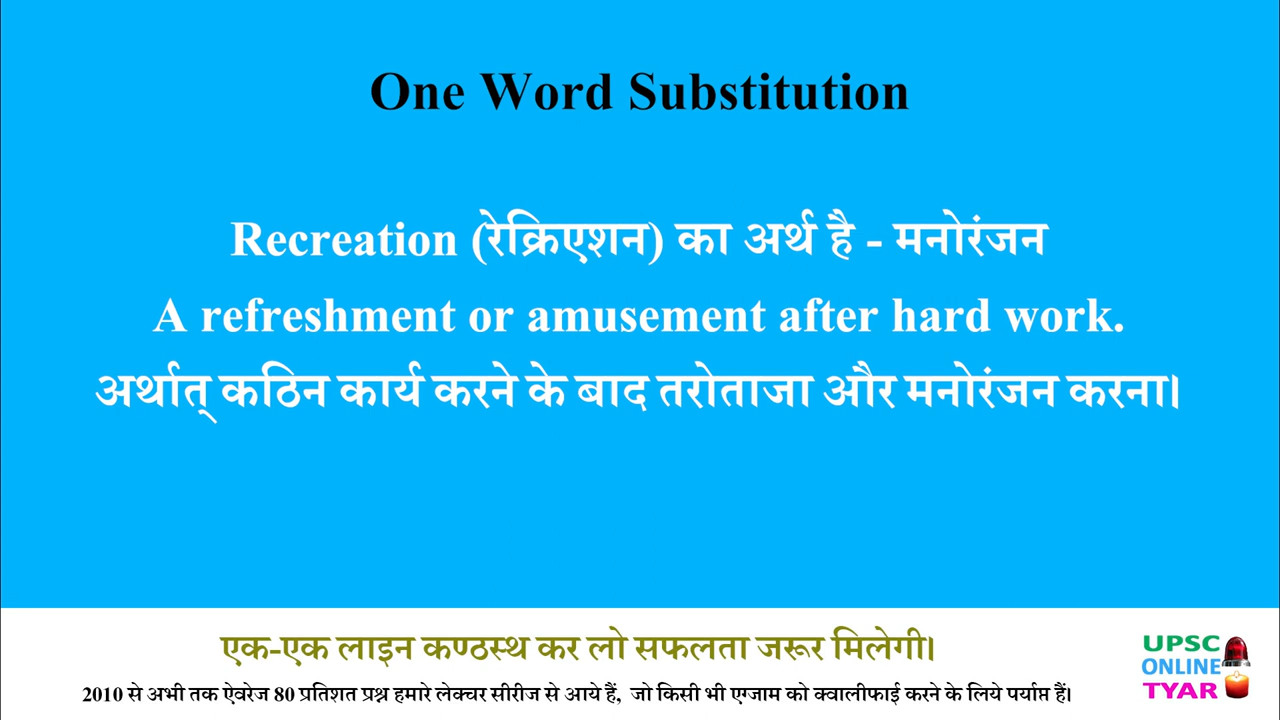 One Word Substitution
Recreation (रेक्रिएशन) का अर्थ है - मनोरंजन
A refreshment or amusement after hard work.
अर्थात् कठिन कार्य करने के बाद तरोताजा और मनोरंजन करना।
एक-एक लाइन कण्ठस्थ कर लो सफलता जरूर मिलेगी।
2010 से अभी तक ऐवरेज 80 प्रतिशत प्रश्न हमारे लेक्चर सीरीज से आये हैं, जो किसी भी एग्जाम को क्वालीफाई करने के लिये पर्याप्त हैं।
UPSC
ONLINE
TYAR